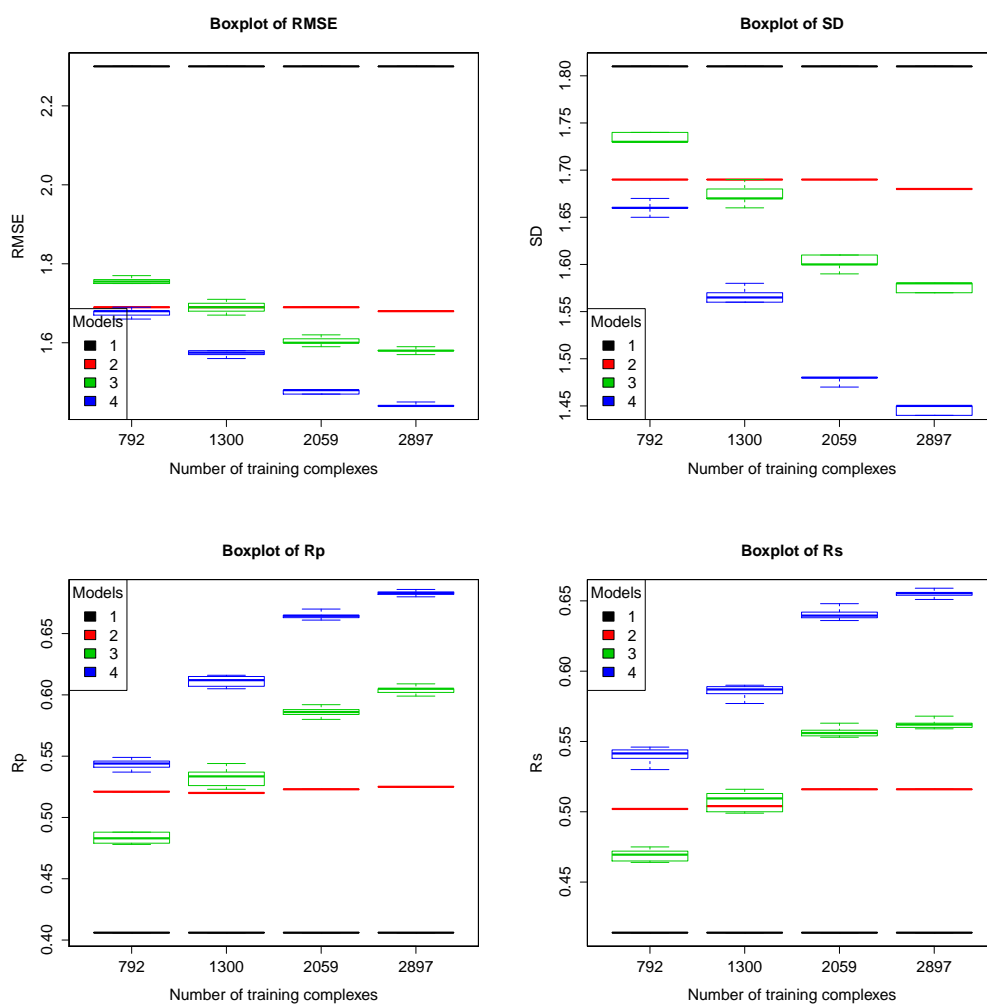 Boxplot of RMSE
RMSE
2.2
2.0
1.8
1.6
Models
1
2
3
4
792 1300 2059 2897
Number of training complexes
Boxplot of SD
SD
1.80
1.75
1.70
1.65
1.60
1.55
1.50
1.45
Models
1
2
3
4
792 1300 2059 2897
Number of training complexes
Boxplot of Rp
Rp
0.65
0.60
0.55
0.50
0.45
0.40
Models
1
2
3
4
792 1300 2059 2897
Number of training complexes
Boxplot of Rs
Rs
0.65
0.60
0.55
0.50
0.45
Models
1
2
3
4
792 1300 2059 2897
Number of training complexes